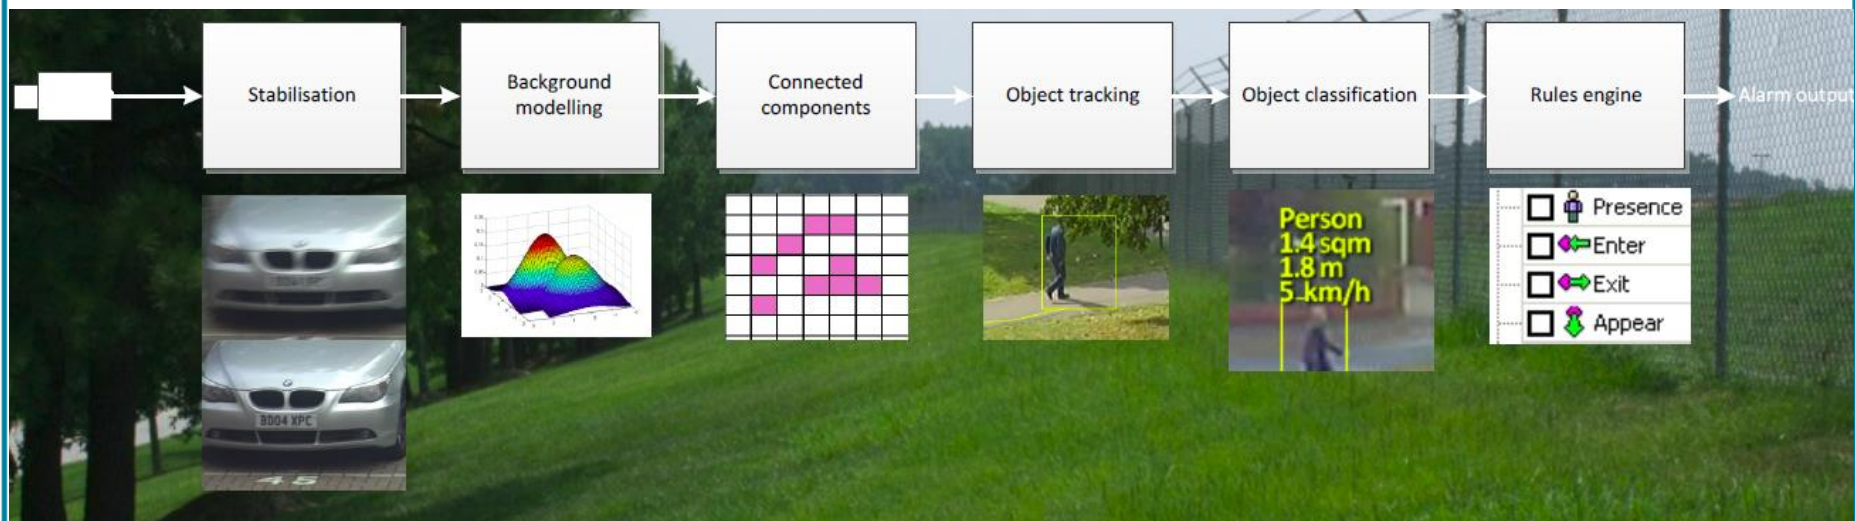 Stabilisation
Background
modelling
Connected
components
Object tracking
Object classification
Rules engine
Alarm output
BD04 XPC
45
Person
1.4 sqm
1.8 m
5 km/h
Presence
Enter
Exit
Appear